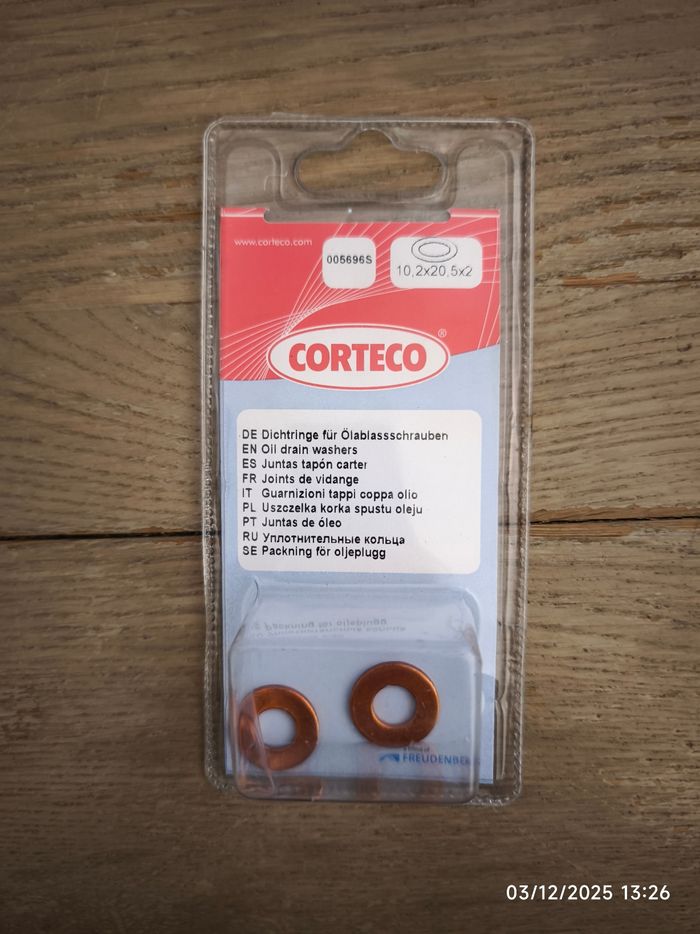 www.corteco.com
005696S
10,2x20,5x2
CORTECO®
DE Dichtringe für Ölablassschrauben
EN Oil drain washers
ES Juntas tapón carter
FR Joints de vidange
IT Guarnizioni tappi coppa olio
PL Uszczelka korka spustu oleju
PT Juntas de óleo
RU Уплотнительные кольца
SE Packning för oljeplugg
FREUDENBE
03/12/2025 13:26